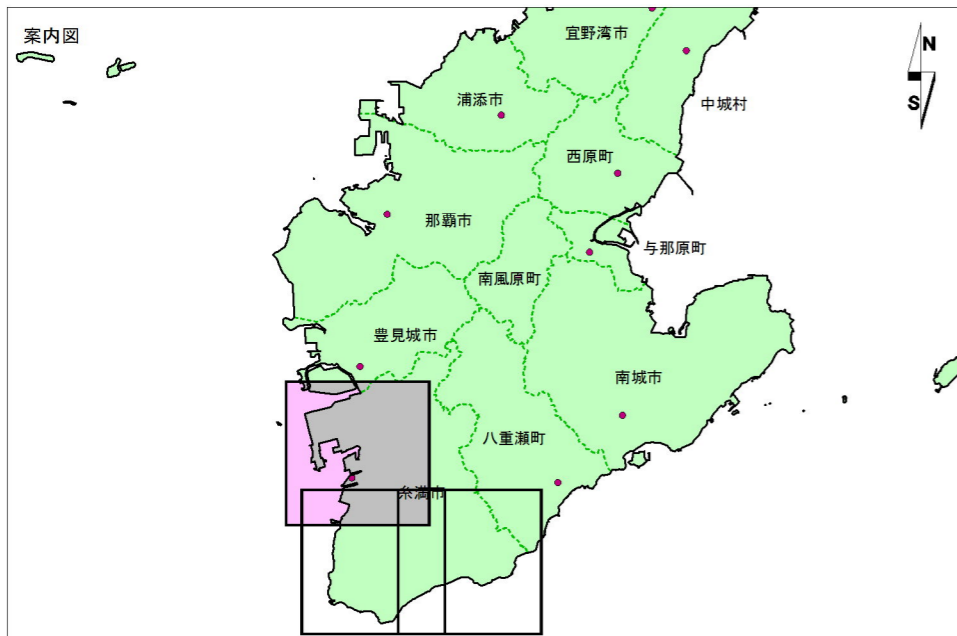 案内図
宜野湾市
N
S
浦添市
中城村
西原町
那覇市
与那原町
南風原町
豊見城市
南城市
八重瀬町
糸満市